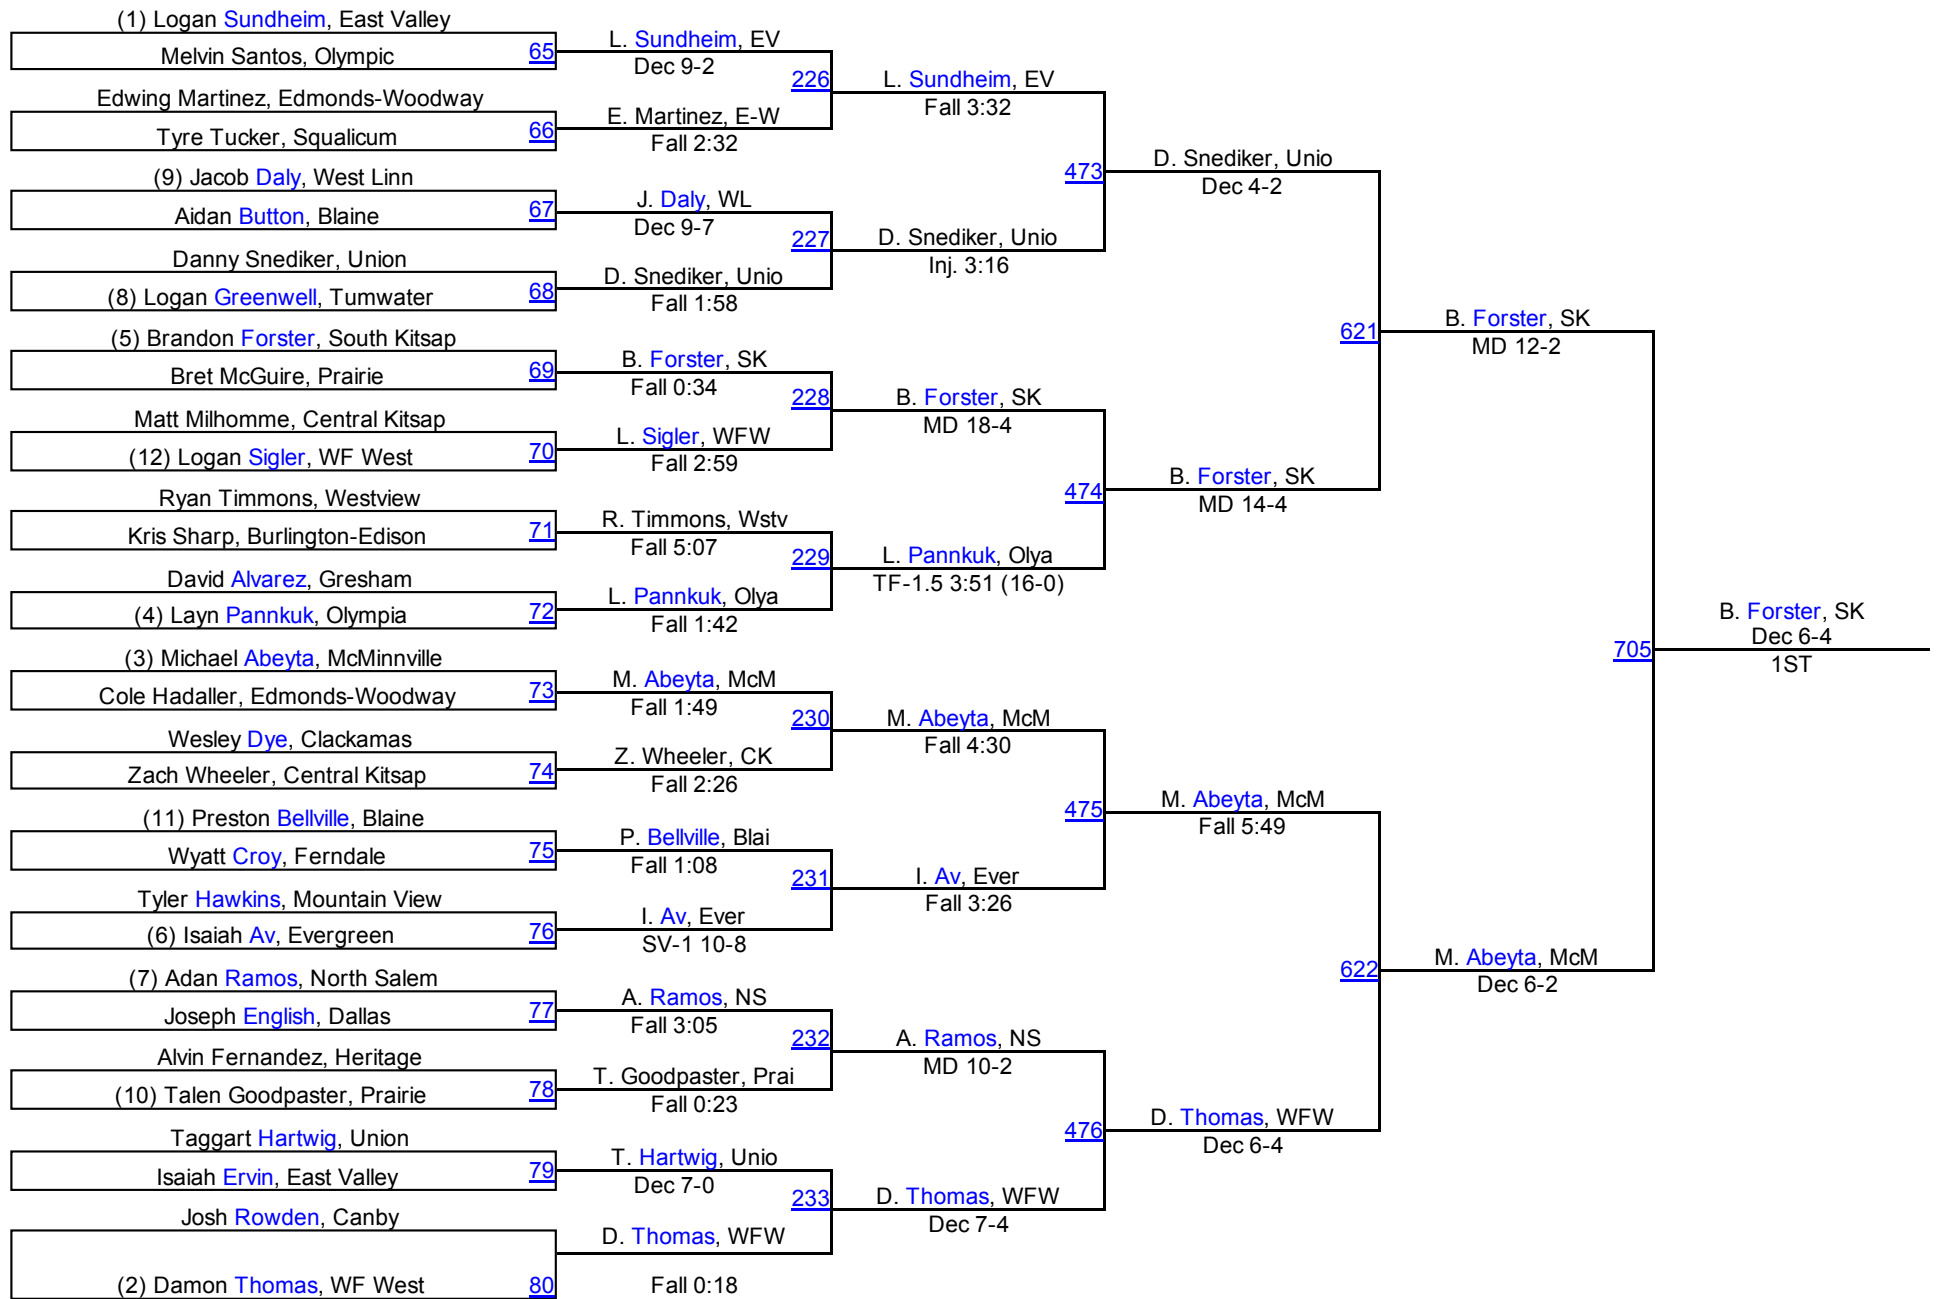 (1) Logan Sundheim, East Valley
Melvin Santos, Olympic
65
Edwing Martinez, Edmonds-Woodway
Tyre Tucker, Squalicum
66
(9) Jacob Daly, West Linn
Aidan Button, Blaine
67
Danny Snediker, Union
(8) Logan Greenwell, Tumwater
68
(5) Brandon Forster, South Kitsap
Bret McGuire, Prairie
69
Matt Milhomme, Central Kitsap
(12) Logan Sigler, WF West
70
Ryan Timmons, Westview
Kris Sharp, Burlington-Edison
71
David Alvarez, Gresham
(4) Layn Pannkuk, Olympia
72
(3) Michael Abeyta, McMinnville
Cole Hadaller, Edmonds-Woodway
73
Wesley Dye, Clackamas
Zach Wheeler, Central Kitsap
74
(11) Preston Bellville, Blaine
Wyatt Croy, Ferndale
75
Tyler Hawkins, Mountain View
(6) Isaiah Av, Evergreen
76
(7) Adan Ramos, North Salem
Joseph English, Dallas
77
Alvin Fernandez, Heritage
(10) Talen Goodpaster, Prairie
78
Taggart Hartwig, Union
Isaiah Ervin, East Valley
79
Josh Rowden, Canby
(2) Damon Thomas, WF West
80
L. Sundheim, EV
Dec 9-2
226
E. Martinez, E-W
Fall 2:32
J. Daly, WL
Dec 9-7
227
D. Snediker, Unio
Fall 1:58
B. Forster, SK
Fall 0:34
228
L. Sigler, WFW
Fall 2:59
R. Timmons, Wstv
Fall 5:07
229
L. Pannkuk, Olya
Fall 1:42
M. Abeyta, McM
Fall 1:49
230
Z. Wheeler, CK
Fall 2:26
P. Bellville, Blai
Fall 1:08
231
I. Av, Ever
SV-1 10-8
A. Ramos, NS
Fall 3:05
232
T. Goodpaster, Prai
Fall 0:23
T. Hartwig, Unio
Dec 7-0
233
D. Thomas, WFW
Fall 0:18
L. Sundheim, EV
Fall 3:32
473
D. Snediker, Unio
Inj. 3:16
B. Forster, SK
MD 18-4
474
L. Pannkuk, Olya
TF-1.5 3:51 (16-0)
M. Abeyta, McM
Fall 4:30
475
I. Av, Ever
Fall 3:26
A. Ramos, NS
MD 10-2
476
D. Thomas, WFW
Dec 7-4
D. Snediker, Unio
Dec 4-2
621
B. Forster, SK
MD 14-4
M. Abeyta, McM
Fall 5:49
622
D. Thomas, WFW
Dec 6-4
B. Forster, SK
MD 12-2
705
M. Abeyta, McM
Dec 6-2
B. Forster, SK
Dec 6-4
1ST